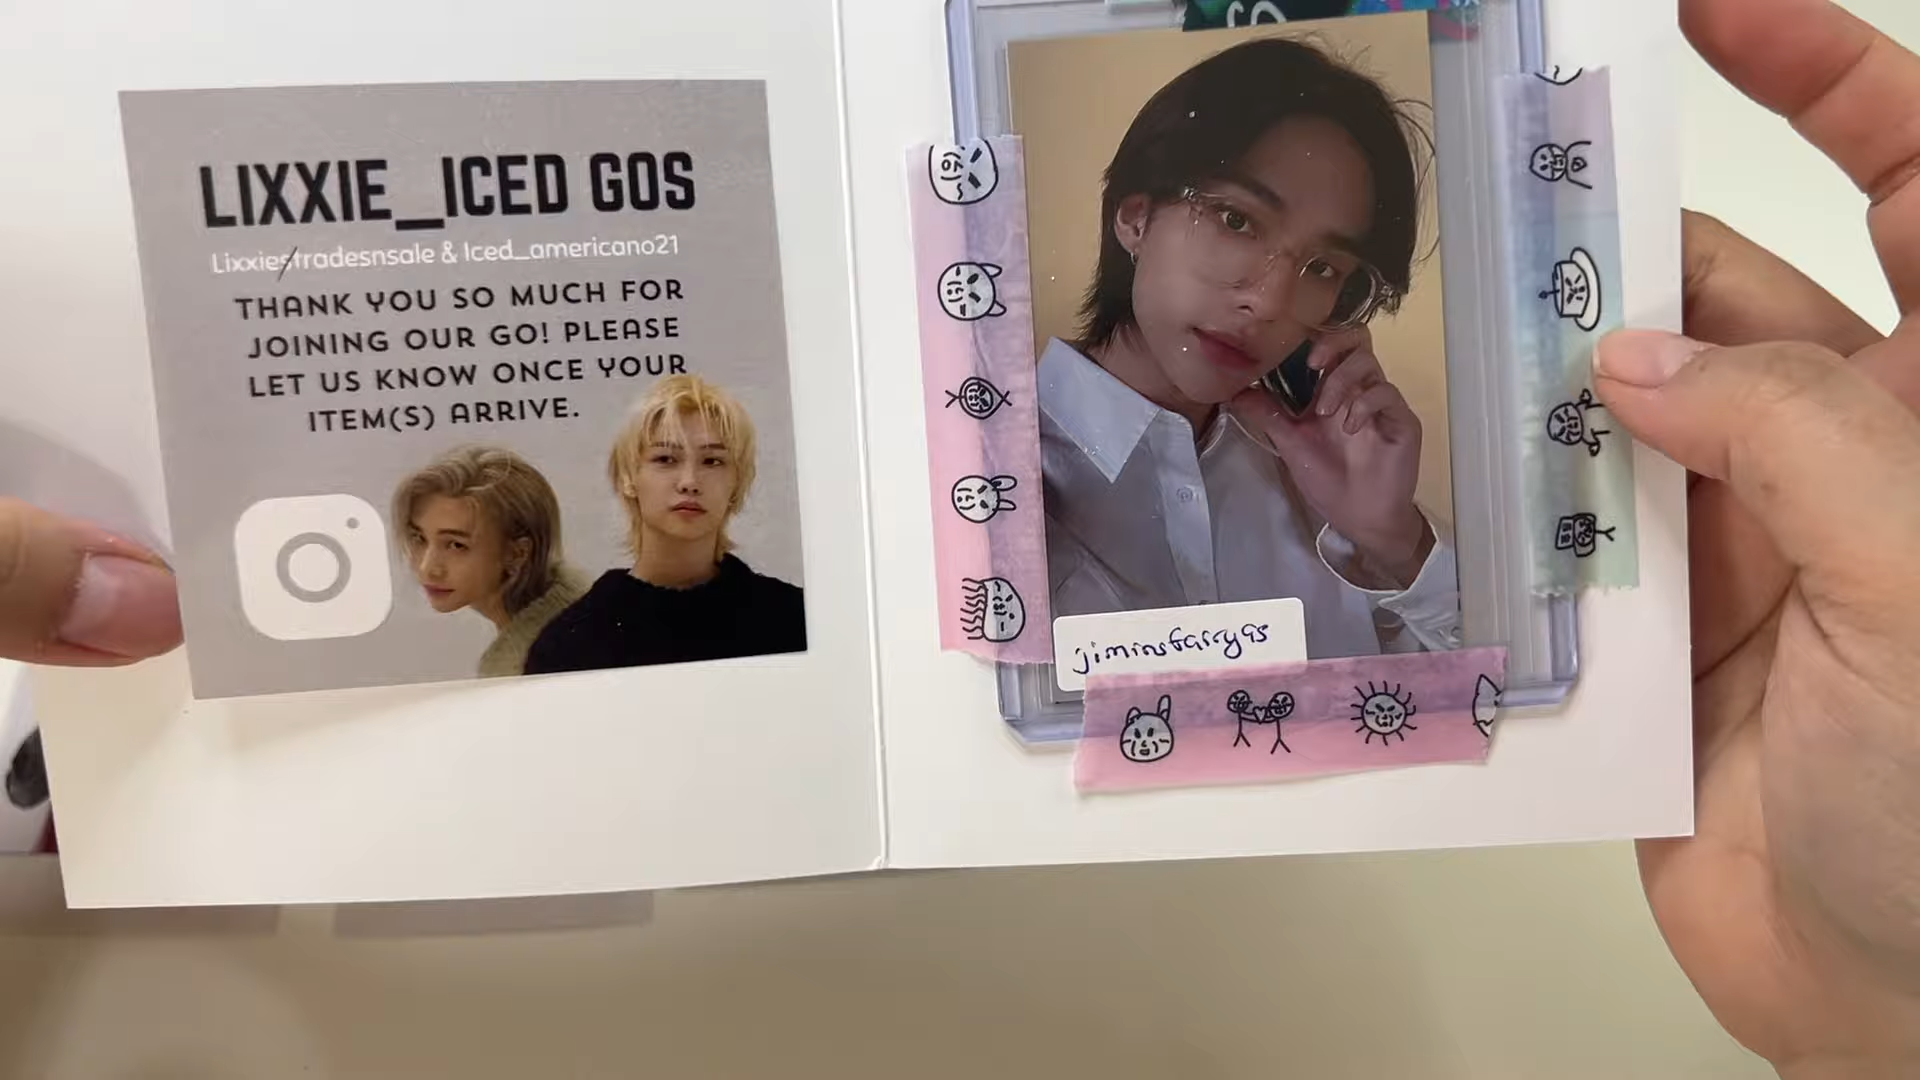 LIXXIE_ICED GOS
Lixxiestradesnsale & Iced_americano21
THANK YOU SO MUCH FOR
JOINING OUR GO! PLEASE
LET US KNOW ONCE YOUR
ITEM(S) ARRIVE.